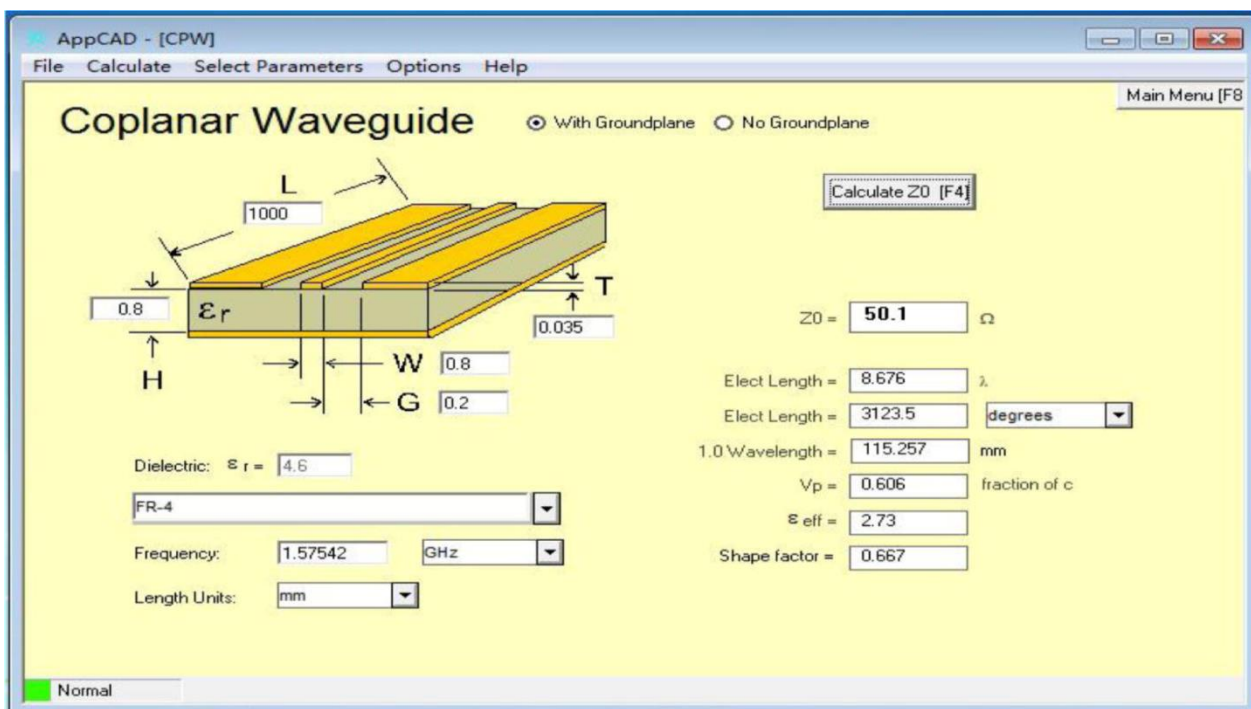 AppCAD - [CPW]
File Calculate Select Parameters Options Help
Main Menu [F8
Coplanar Waveguide
With Groundplane No Groundplane
L
1000
Calculate Z0 [F4]
T
0.8
εr
0.035
H
W 0.8
G 0.2
Z0 = 50.1 Ω
Elect Length = 8.676 λ
Elect Length = 3123.5 degrees
1.0 Wavelength = 115.257 mm
Vp = 0.606 fraction of c
ε eff = 2.73
Shape factor = 0.667
Dielectric: ε r = 4.6
FR-4
Frequency: 1.57542 GHz
Length Units: mm
Normal